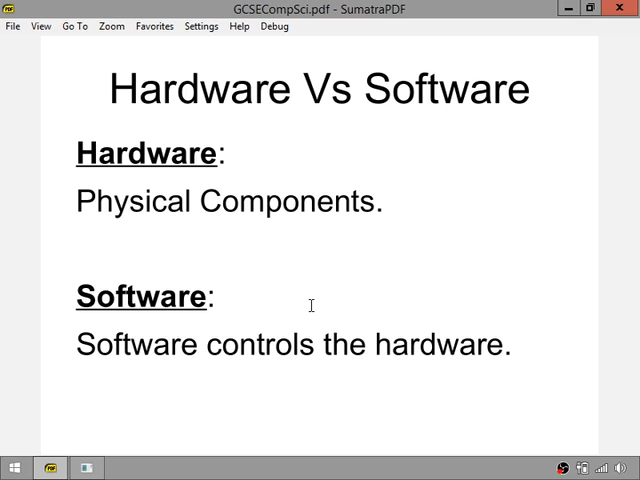 GCSECompSci.pdf - SumatraPDF
File View Go To Zoom Favorites Settings Help Debug
Hardware Vs Software
Hardware:
Physical Components.
Software:
Software controls the hardware.
PDF